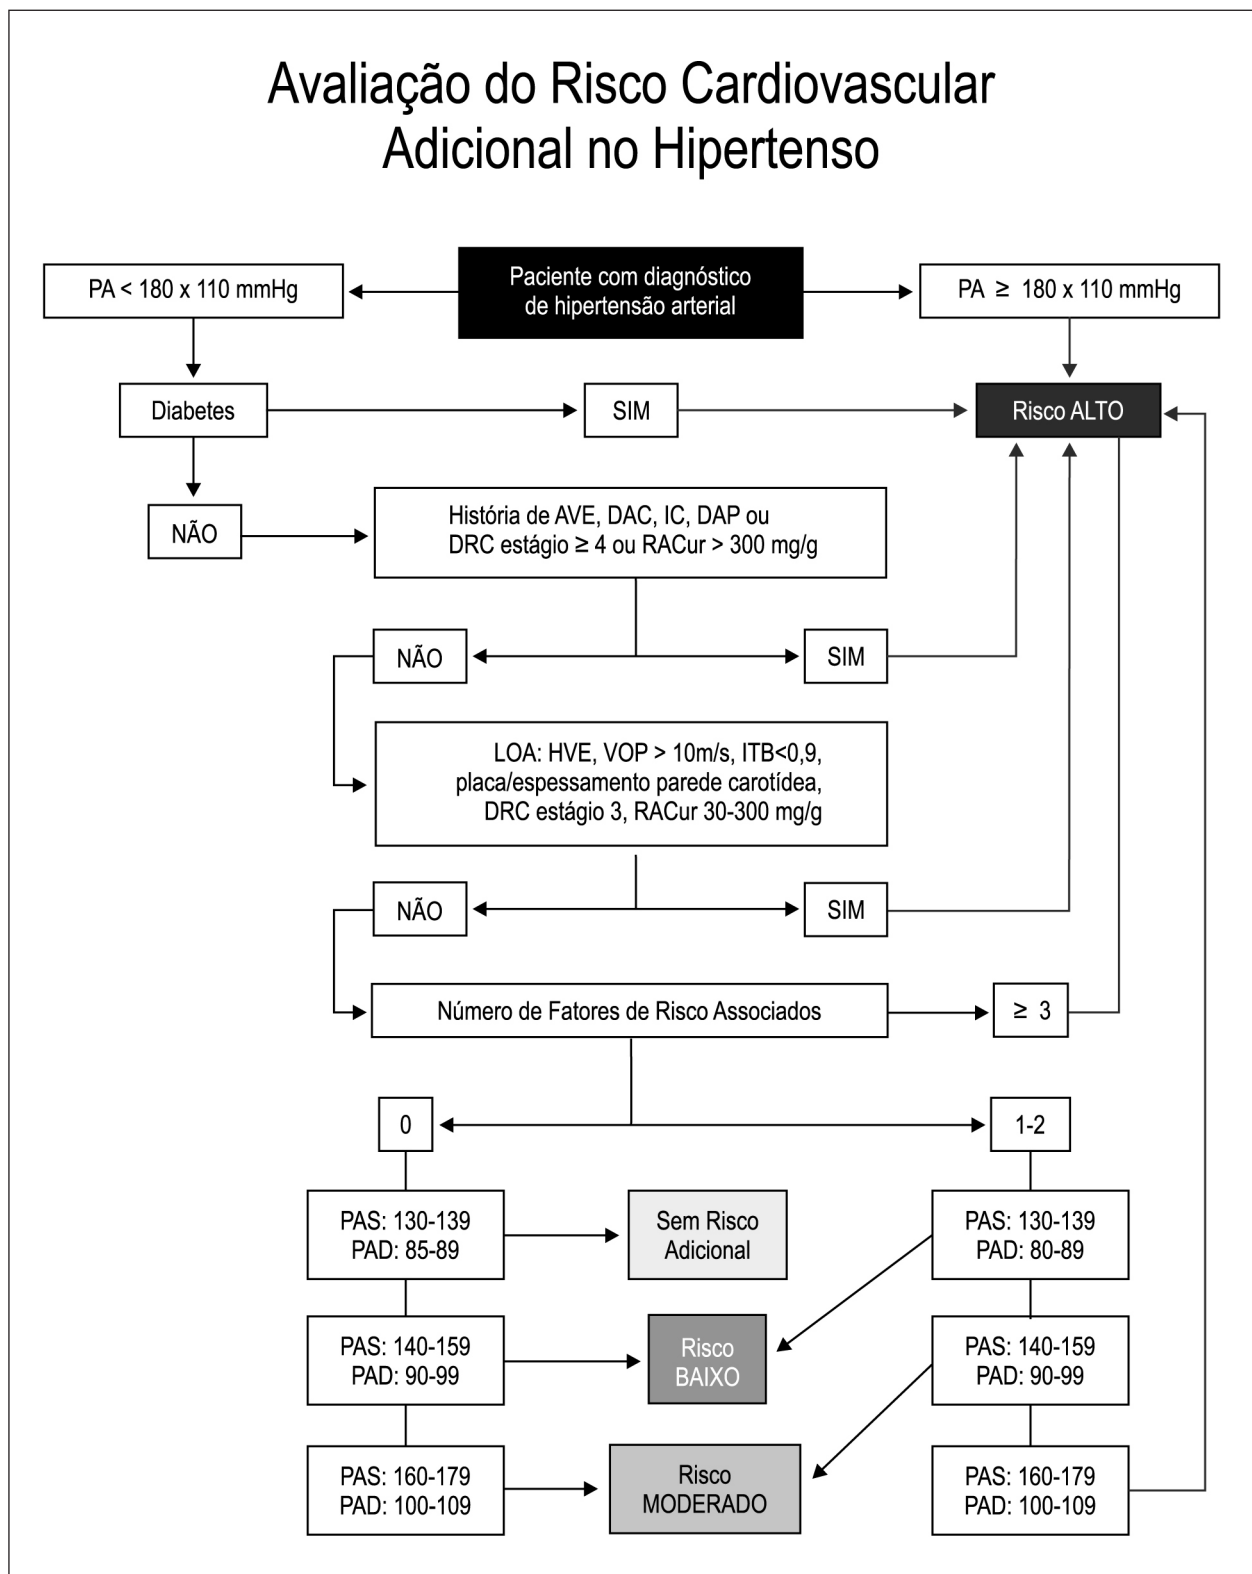 Avaliação do Risco Cardiovascular
Adicional no Hipertenso
PA < 180 x 110 mmHg
Paciente com diagnóstico
de hipertensão arterial
PA ≥ 180 x 110 mmHg
Diabetes
SIM
Risco ALTO
NÃO
História de AVE, DAC, IC, DAP ou
DRC estágio ≥ 4 ou RACur > 300 mg/g
NÃO
SIM
LOA: HVE, VOP > 10m/s, ITB<0,9,
placa/espessamento parede carotídea,
DRC estágio 3, RACur 30-300 mg/g
NÃO
SIM
Número de Fatores de Risco Associados
≥ 3
0
1-2
PAS: 130-139
PAD: 85-89
Sem Risco
Adicional
PAS: 130-139
PAD: 80-89
PAS: 140-159
PAD: 90-99
Risco
BAIXO
PAS: 140-159
PAD: 90-99
PAS: 160-179
PAD: 100-109
Risco
MODERADO
PAS: 160-179
PAD: 100-109